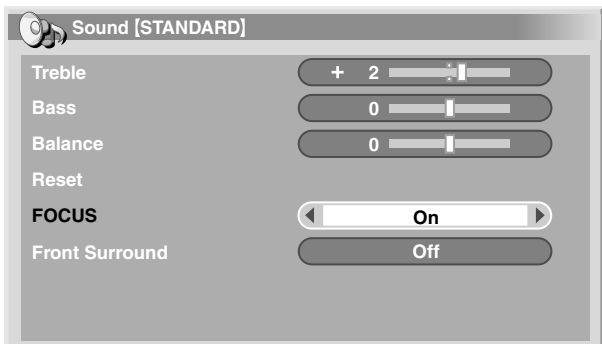 Sound [STANDARD]
Treble + 2
Bass 0
Balance 0
Reset
FOCUS On
Front Surround Off